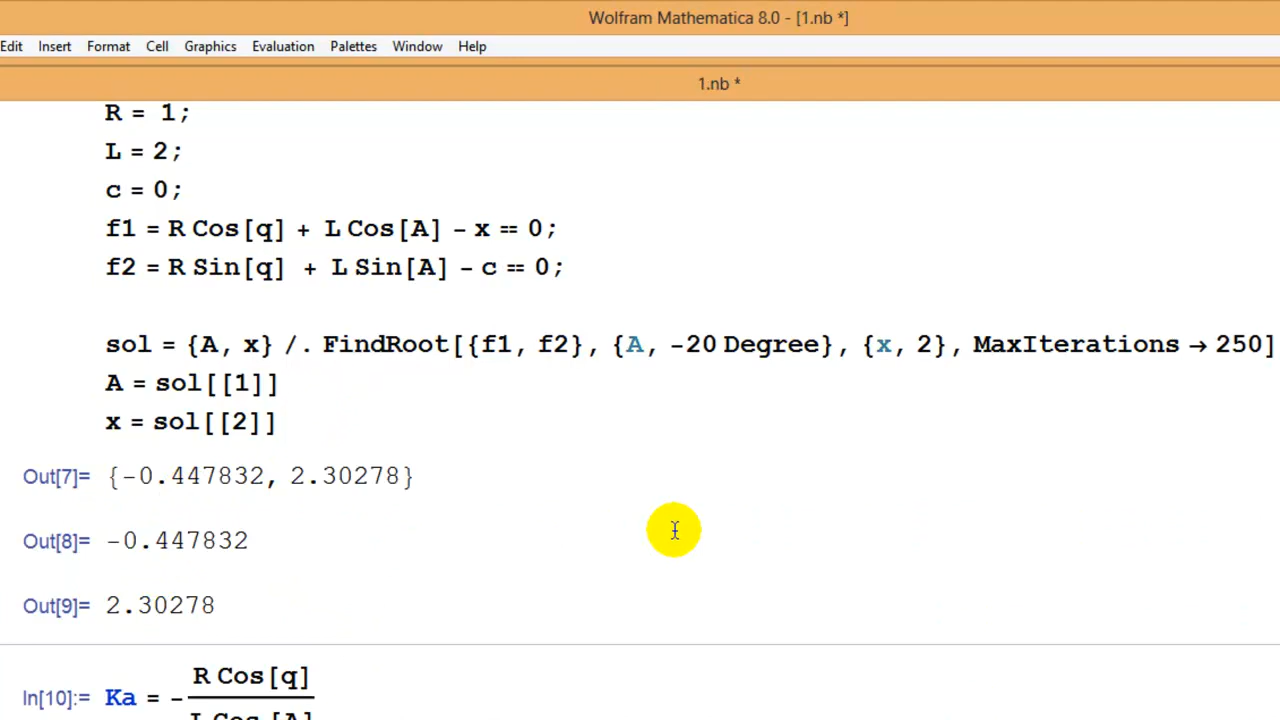 Wolfram Mathematica 8.0 - [1.nb *]
Edit Insert Format Cell Graphics Evaluation Palettes Window Help
1.nb *
R = 1;
L = 2;
c = 0;
f1 = R Cos[q] + L Cos[A] - x == 0;
f2 = R Sin[q] + L Sin[A] - c == 0;
sol = {A, x} /. FindRoot[{f1, f2}, {A, -20 Degree}, {x, 2}, MaxIterations → 250]
A = sol[[1]]
x = sol[[2]]
Out[7]= {-0.447832, 2.30278}
Out[8]= -0.447832
Out[9]= 2.30278
R Cos[q]
In[10]:= Ka = -
L Cos[A]